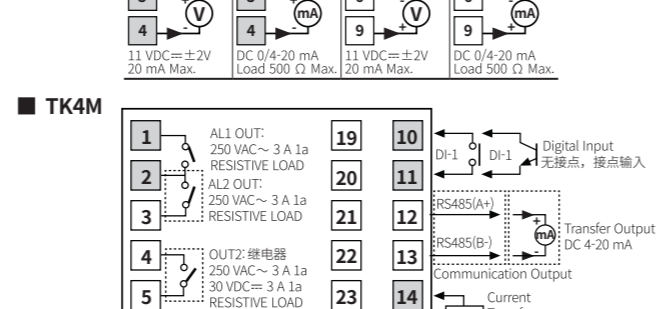 V mA V mA
4 - 4 - 9 + 9 +
11 VDC⎓±2V DC 0/4-20 mA 11 VDC⎓±2V DC 0/4-20 mA
20 mA Max. Load 500 Ω Max. 20 mA Max. Load 500 Ω Max.
■ TK4M
1 AL1 OUT: 19 10 Digital Input
250 VAC～ 3 A 1a DI-1 DI-1 无接点，接点输入
2 RESISTIVE LOAD 20 11
AL2 OUT:
250 VAC～ 3 A 1a RS485(A+)
3 RESISTIVE LOAD 21 12 + Transfer Output
mA DC 4-20 mA
4 OUT2: 继电器 22 13 RS485(B-) -
250 VAC～ 3 A 1a Communication Output
30 VDC⎓ 3 A 1a
5 RESISTIVE LOAD 23 14 Current